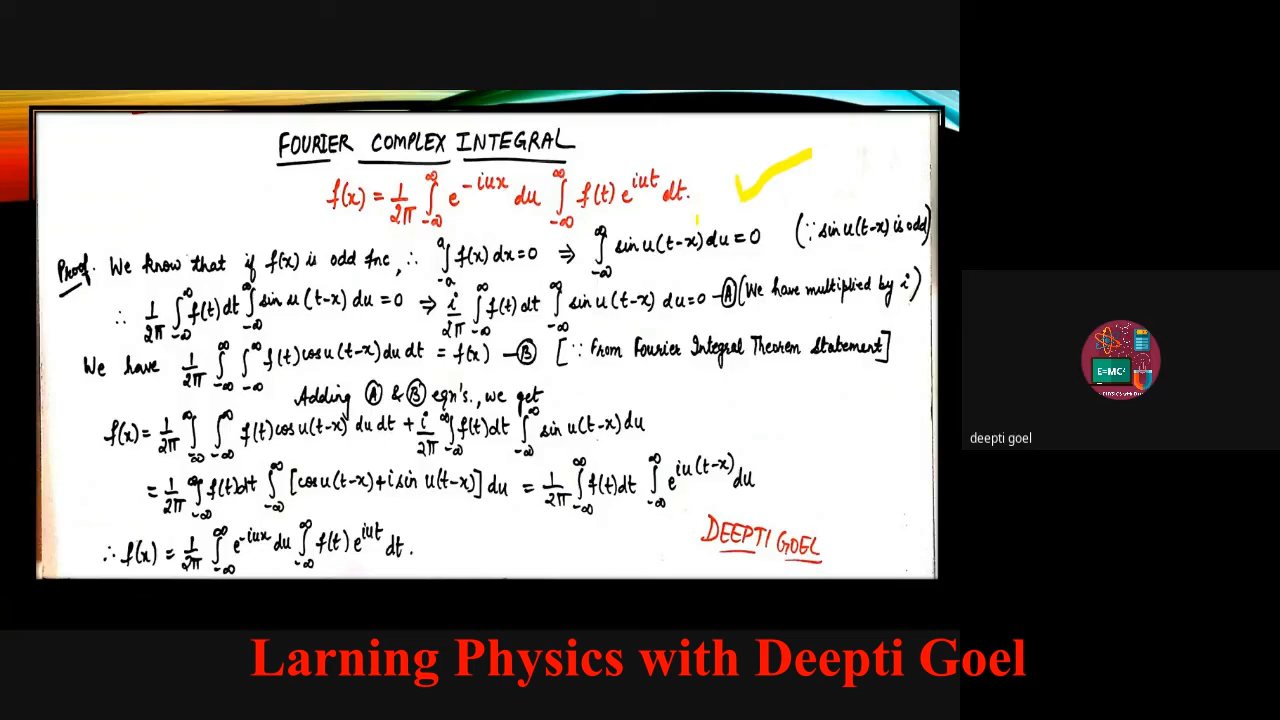 FOURIER COMPLEX INTEGRAL
f(x) = 1/2π ∫_{-∞}^{∞} e^{-iux} du ∫_{-∞}^{∞} f(t) e^{iut} dt.
Proof. We know that if f(x) is odd fnc, ∴ ∫_{-a}^{a} f(x) dx = 0 ⇒ ∫_{-∞}^{∞} sin u(t-x) du = 0 (∵ sin u(t-x) is odd)
∴ 1/2π ∫_{-∞}^{∞} f(t) dt ∫_{-∞}^{∞} sin u(t-x) du = 0 ⇒ i/2π ∫_{-∞}^{∞} f(t) dt ∫_{-∞}^{∞} sin u(t-x) du = 0 -Ⓐ (We have multiplied by i)
We have 1/2π ∫_{-∞}^{∞} ∫_{-∞}^{∞} f(t) cos u(t-x) du dt = f(x) -Ⓑ [∵ From Fourier Integral Theorem Statement]
Adding Ⓐ & Ⓑ eqn's., we get
f(x) = 1/2π ∫_{-∞}^{∞} ∫_{-∞}^{∞} f(t) cos u(t-x) du dt + i/2π ∫_{-∞}^{∞} f(t) dt ∫_{-∞}^{∞} sin u(t-x) du
= 1/2π ∫_{-∞}^{∞} f(t) dt ∫_{-∞}^{∞} [cos u(t-x) + i sin u(t-x)] du = 1/2π ∫_{-∞}^{∞} f(t) dt ∫_{-∞}^{∞} e^{iu(t-x)} du
∴ f(x) = 1/2π ∫_{-∞}^{∞} e^{-iux} du ∫_{-∞}^{∞} f(t) e^{iut} dt.
DEEPTI GOEL
E=MC²
deepti goel
Larning Physics with Deepti Goel